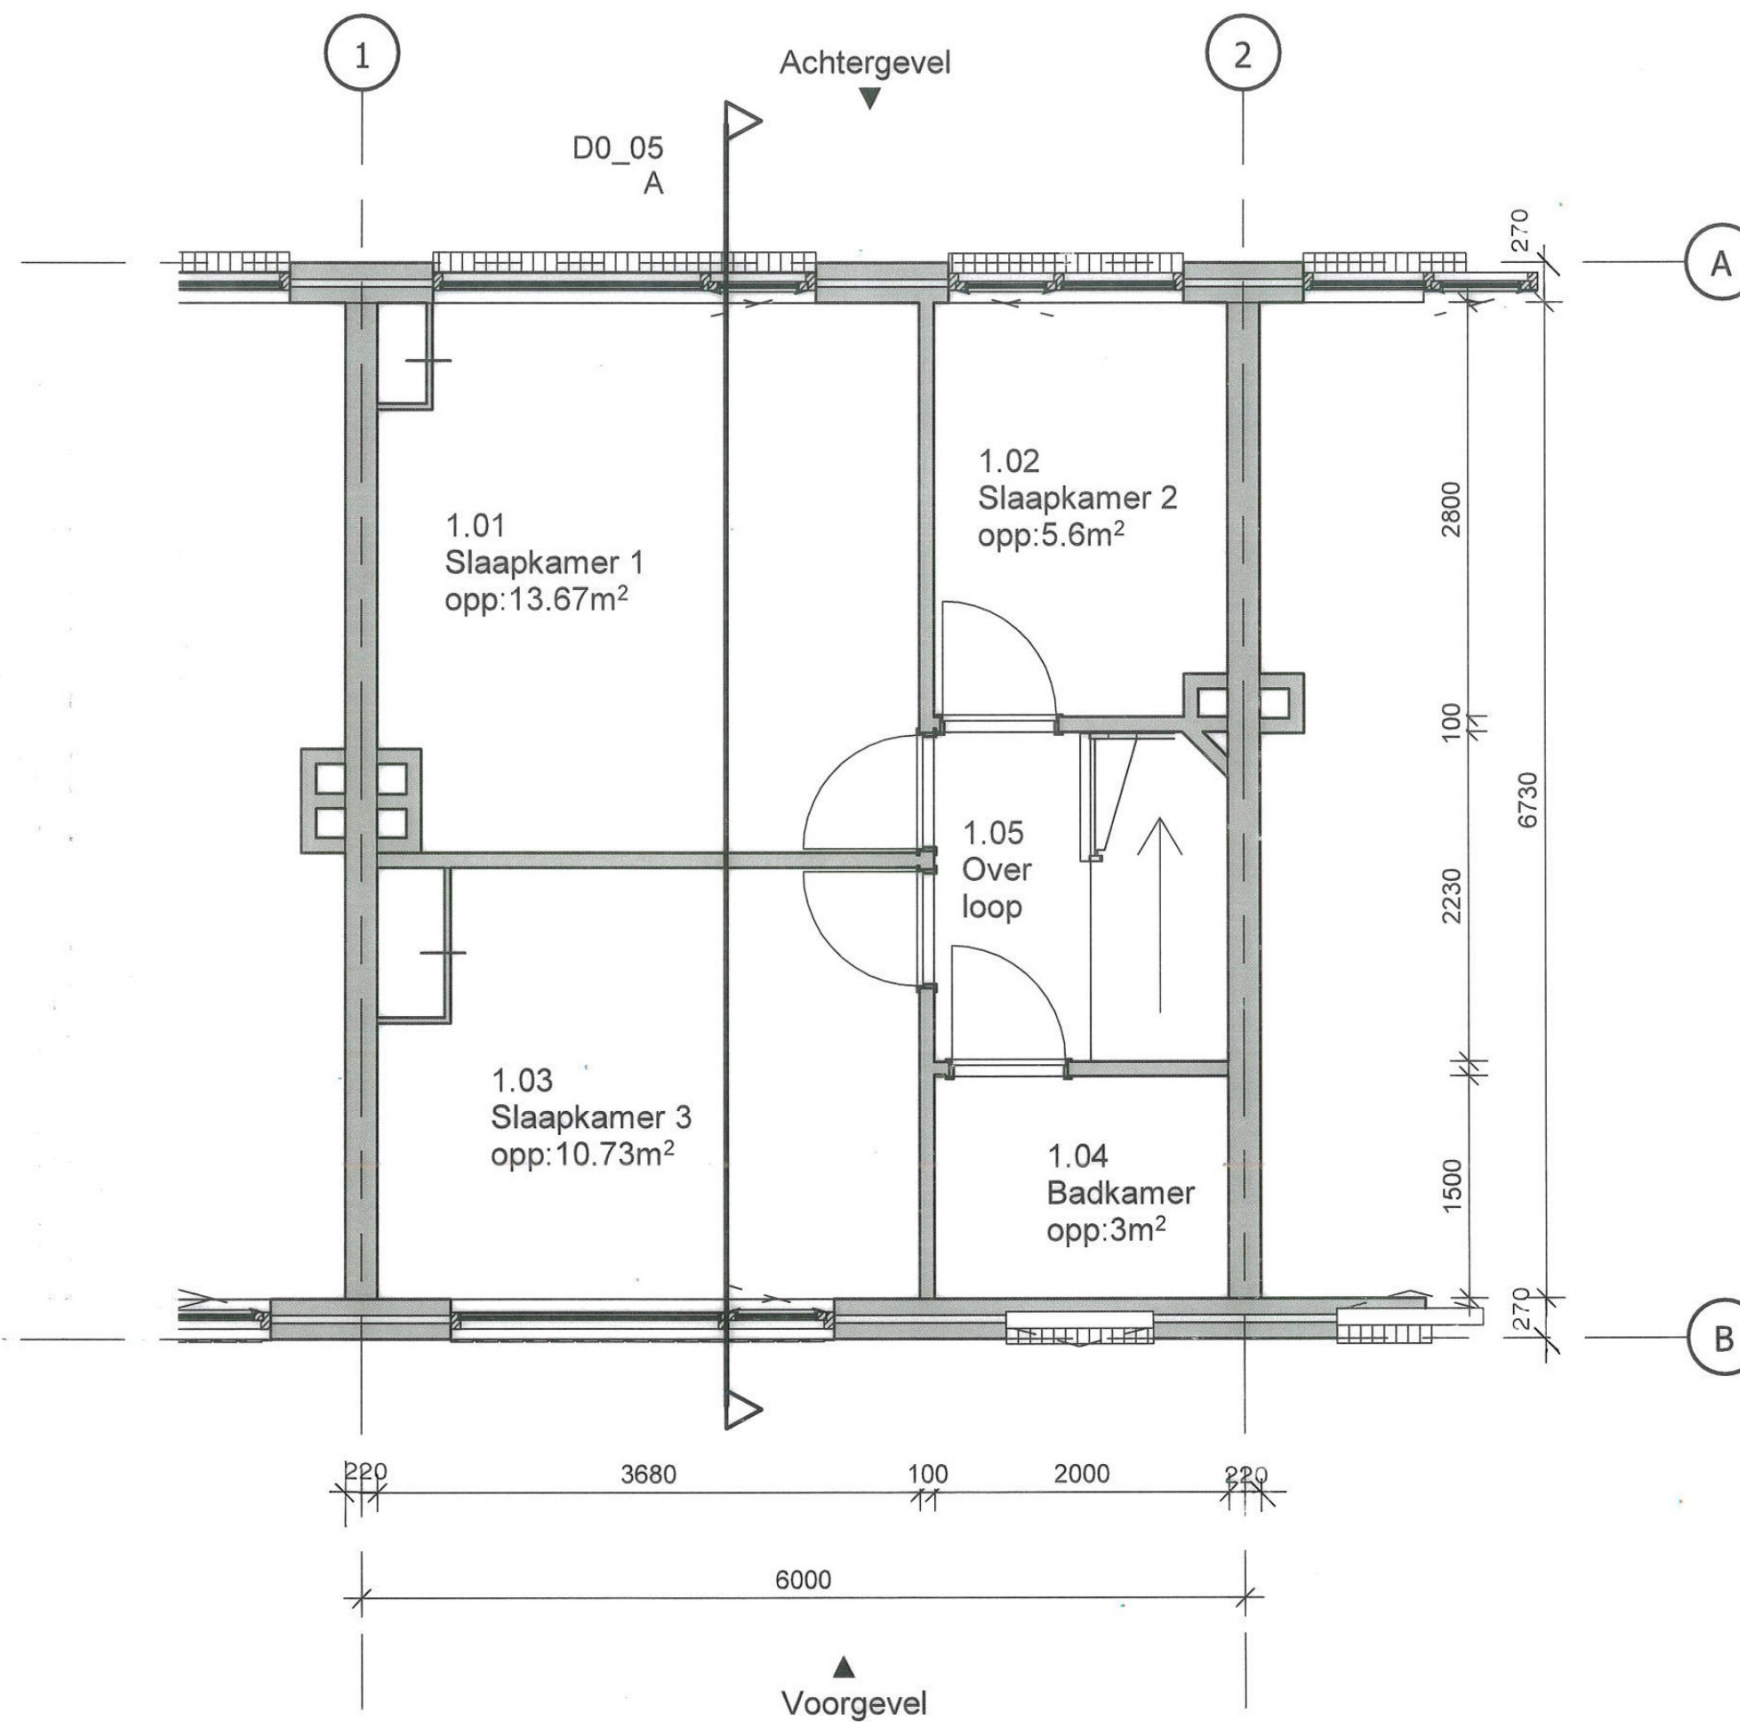 1
2
Achtergevel
D0_05
A
270
A
1.02
Slaapkamer 2
opp:5.6m²
2800
1.01
Slaapkamer 1
opp:13.67m²
100
6730
1.05
Over
loop
2230
1.03
Slaapkamer 3
opp:10.73m²
1.04
Badkamer
opp:3m²
1500
270
B
220
3680
100
2000
220
6000
Voorgevel